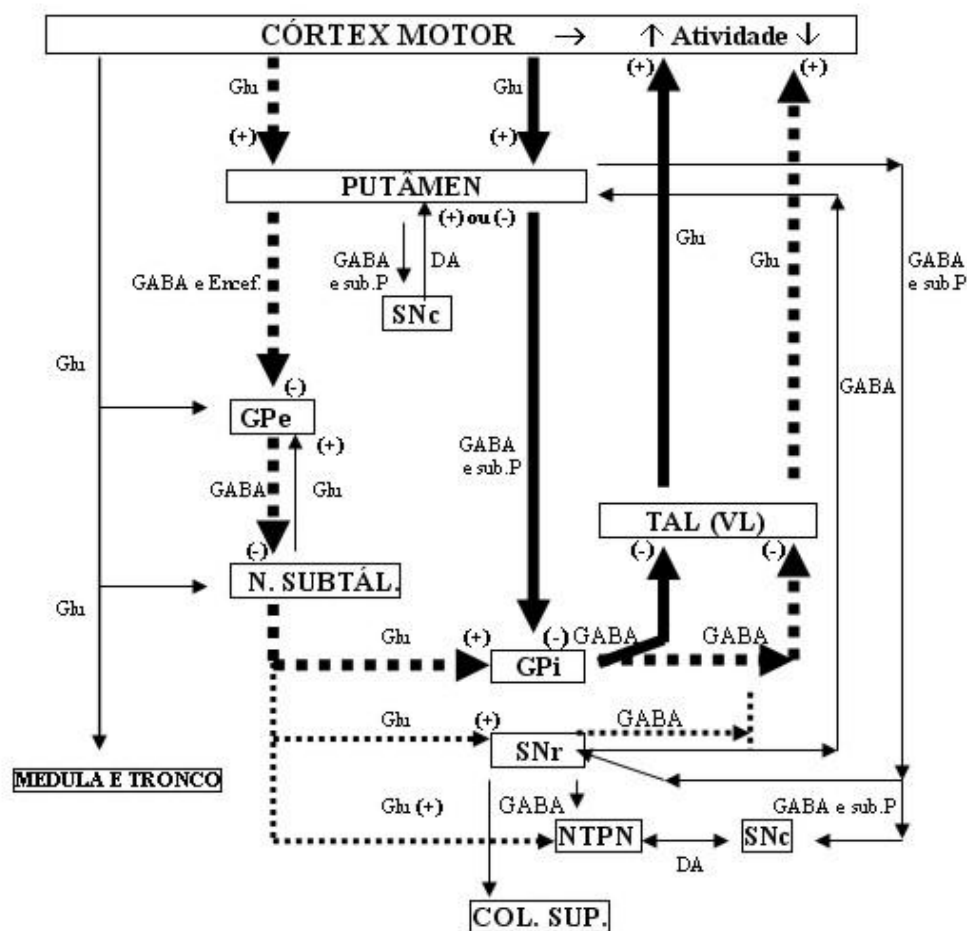 CÓRTEX MOTOR → ↑ Atividade ↓
Glu
Glu
(+)
(+)
(+)
(+)
PUTÂMEN
(+) ou (-)
GABA e Encef.
GABA
e sub.P
DA
SNc
Glu
Glu
GABA
e sub.P
GABA
Glu
(-)
GPe
(+)
GABA
Glu
GABA
e sub.P
TAL (VL)
(-)
(-)
(-)
N. SUBTÁL.
Glu
Glu
(+)
(-)
GABA
GABA
GPi
Glu
(+)
GABA
SNr
MEDULA E TRONCO
Glu (+)
GABA
GABA e sub.P
NTPN
SNc
DA
COL. SUP.